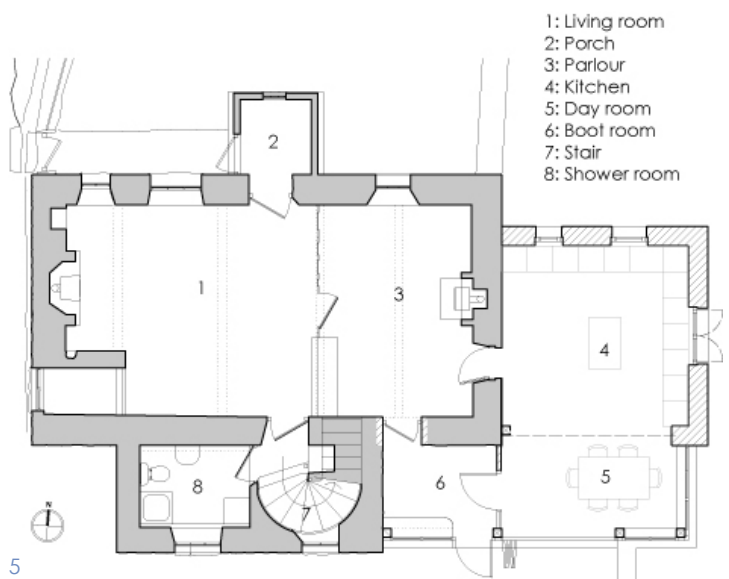 1: Living room
2: Porch
3: Parlour
4: Kitchen
5: Day room
6: Boot room
7: Stair
8: Shower room
2
1
3
4
5
6
8
7
N
5